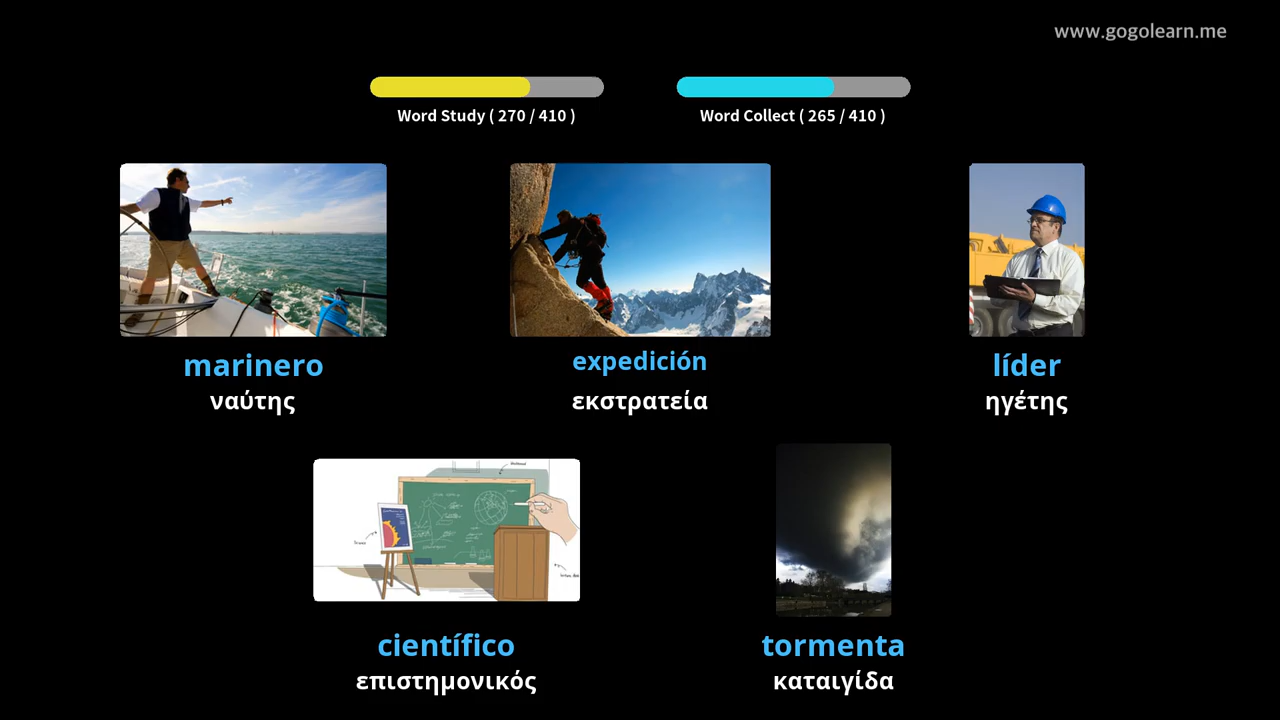 www.gogolearn.me
Word Study ( 270 / 410 )
Word Collect ( 265 / 410 )
marinero
expedición
líder
ναύτης
εκστρατεία
ηγέτης
científico
tormenta
επιστημονικός
καταιγίδα